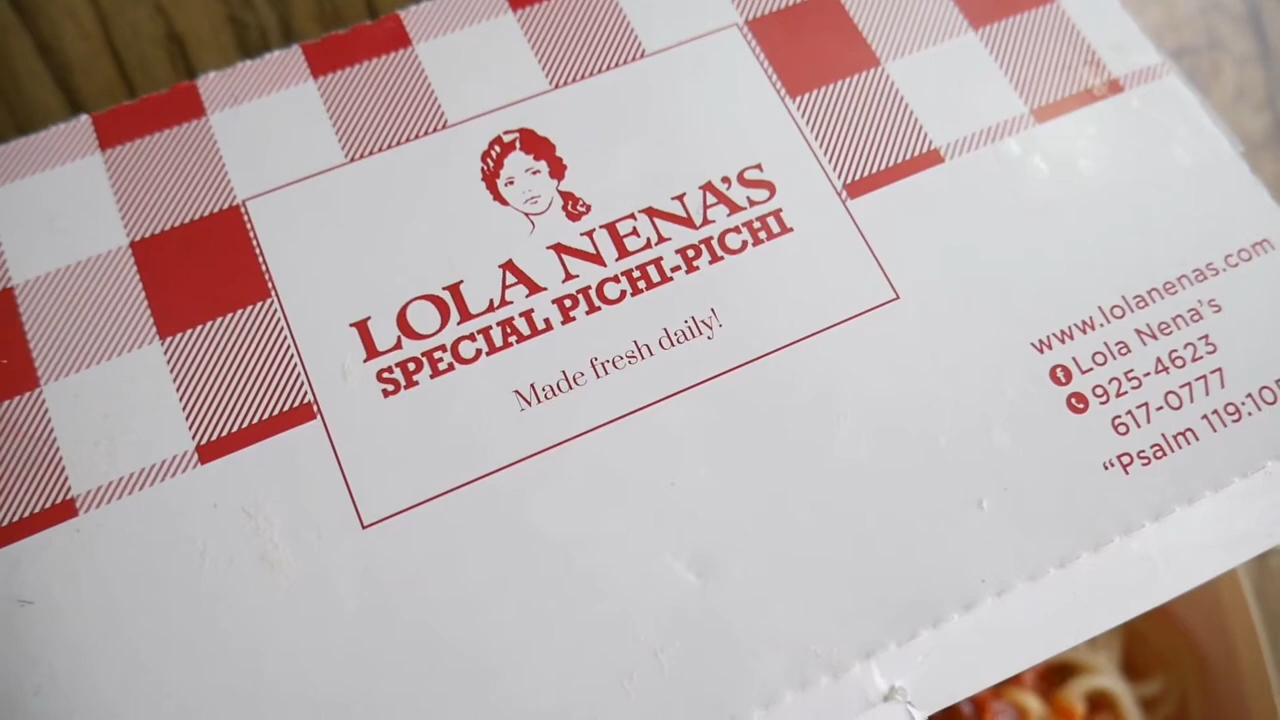 LOLA NENA'S
SPECIAL PICHI-PICHI
Made fresh daily!
www.lolanenas.com
Lola Nena's
925-4623
617-0777
"Psalm 119:105